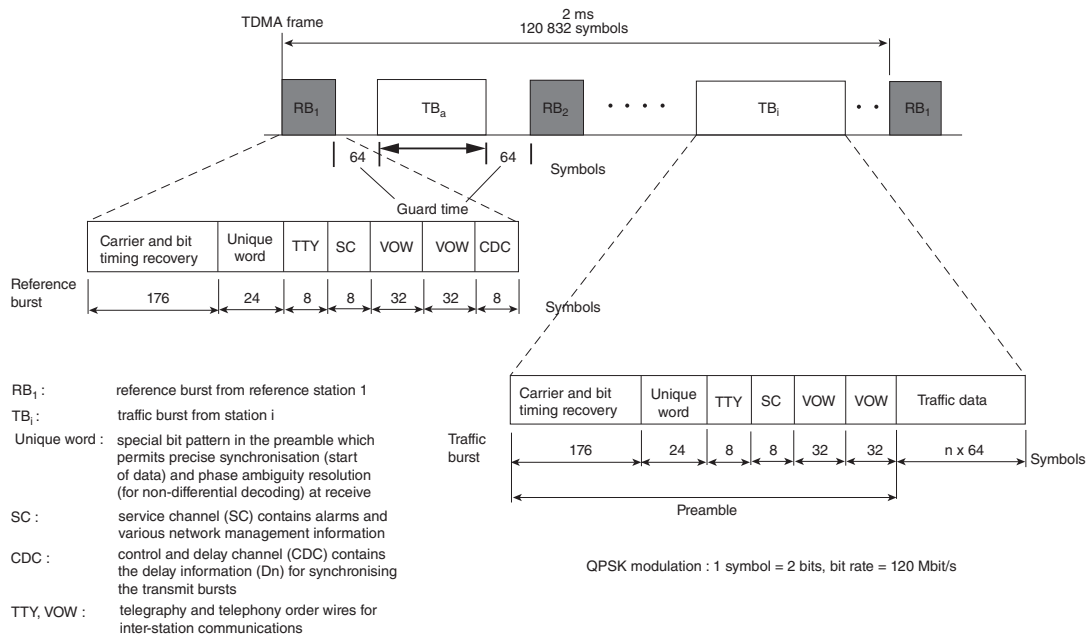 2 ms
TDMA frame
120 832 symbols
RB1
TBa
RB2
TBi
RB1
64
64
Symbols
Guard time
Carrier and bit
timing recovery
Unique
word
TTY
SC
VOW
VOW
CDC
Reference
burst
176
24
8
8
32
32
8
Symbols
RB1 : reference burst from reference station 1
TBi : traffic burst from station i
Unique word : special bit pattern in the preamble which
permits precise synchronisation (start
of data) and phase ambiguity resolution
(for non-differential decoding) at receive
SC : service channel (SC) contains alarms and
various network management information
CDC : control and delay channel (CDC) contains
the delay information (Dn) for synchronising
the transmit bursts
TTY, VOW : telegraphy and telephony order wires for
inter-station communications
Carrier and bit
timing recovery
Unique
word
TTY
SC
VOW
VOW
Traffic data
Traffic
burst
176
24
8
8
32
32
n x 64
Symbols
Preamble
QPSK modulation : 1 symbol = 2 bits, bit rate = 120 Mbit/s